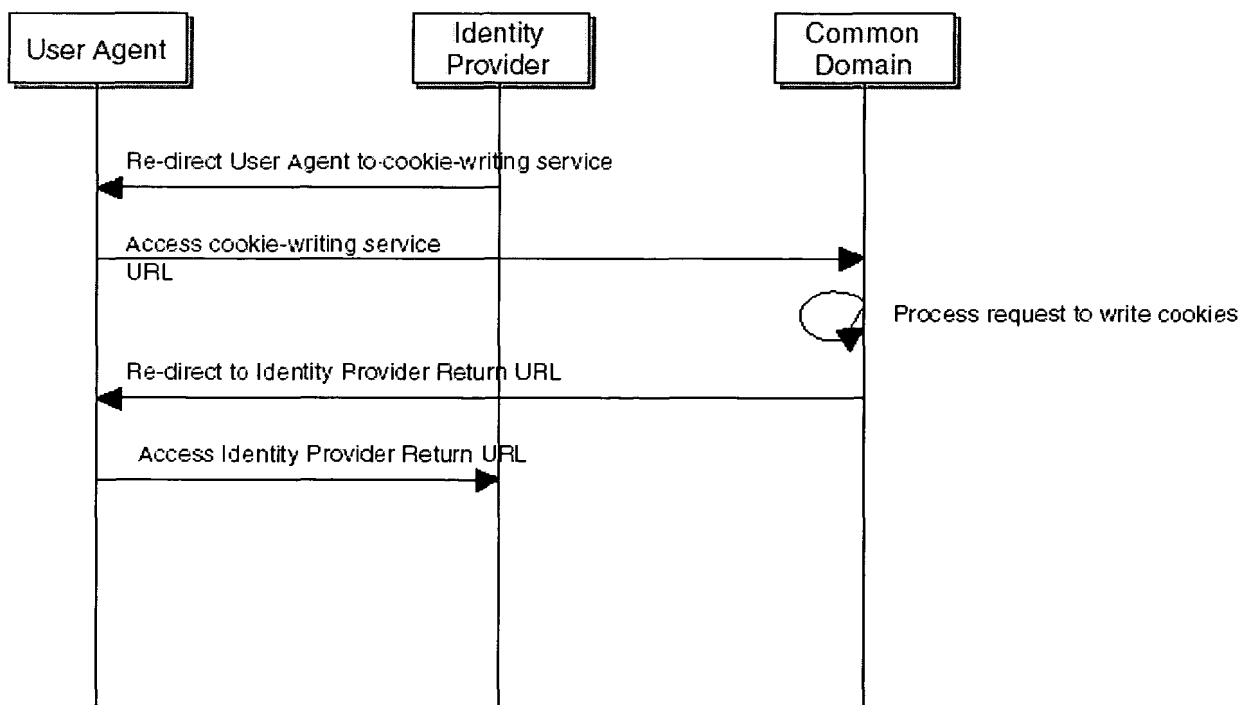 User Agent
Identity
Provider
Common
Domain
Re-direct User Agent to cookie-writing service
Access cookie-writing service
URL
Process request to write cookies
Re-direct to Identity Provider Return URL
Access Identity Provider Return URL